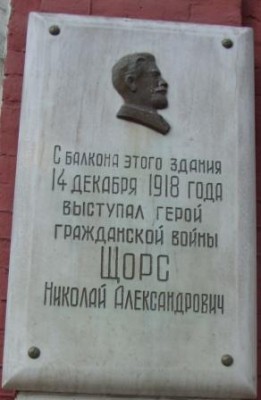 С БАЛКОНА ЭТОГО ЗДАНИЯ
14 ДЕКАБРЯ 1918 ГОДА
ВЫСТУПАЛ ГЕРОЙ
ГРАЖДАНСКОЙ ВОЙНЫ
ЩОРС
НИКОЛАЙ АЛЕКСАНДРОВИЧ